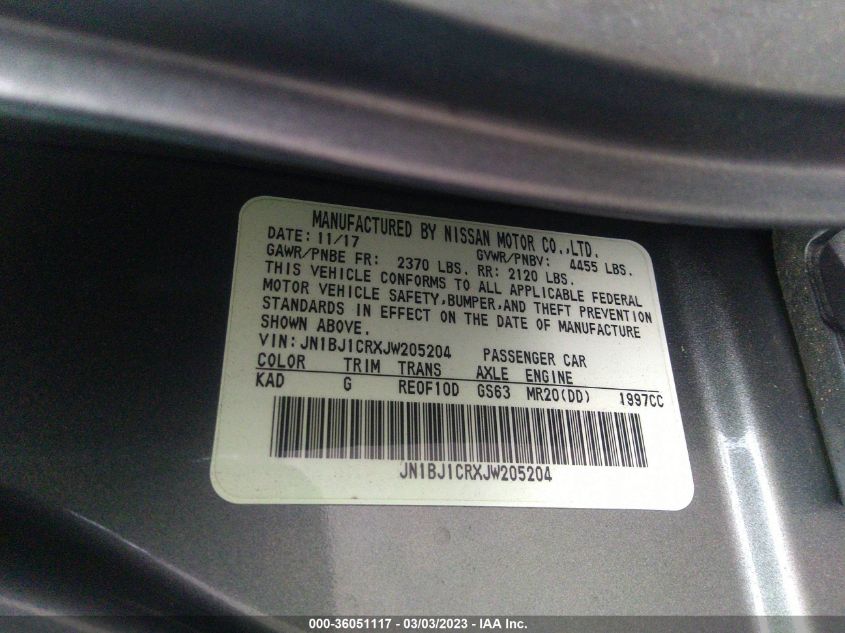 MANUFACTURED BY NISSAN MOTOR CO.,LTD.
DATE: 11/17 GVWR/PNBV: 4455 LBS.
GAWR/PNBE FR: 2370 LBS. RR: 2120 LBS.
THIS VEHICLE CONFORMS TO ALL APPLICABLE FEDERAL
MOTOR VEHICLE SAFETY,BUMPER,AND THEFT PREVENTION
STANDARDS IN EFFECT ON THE DATE OF MANUFACTURE
SHOWN ABOVE.
VIN:JN1BJ1CRXJW205204 PASSENGER CAR
COLOR TRIM TRANS AXLE ENGINE
KAD G RE0F10D GS63 MR20(DD) 1997CC
JN1BJ1CRXJW205204
000-36051117 - 03/03/2023 - IAA Inc.